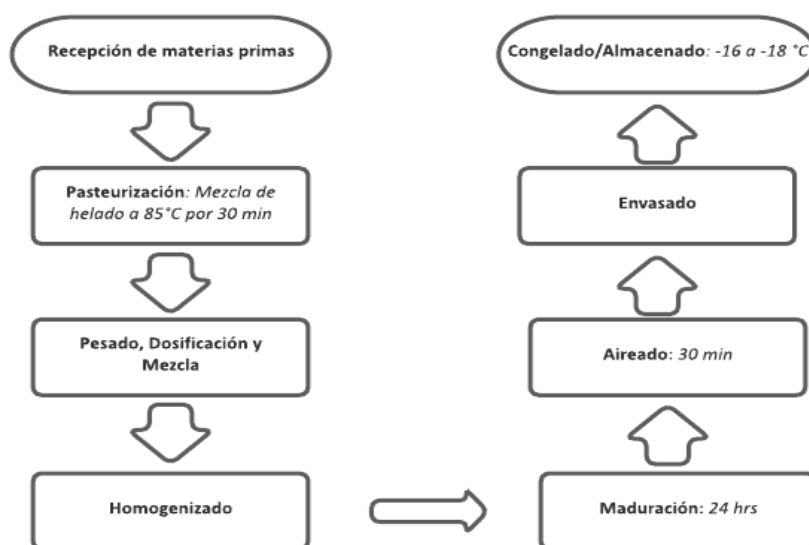 Recepción de materias primas
Pasteurización: Mezcla de
helado a 85°C por 30 min
Pesado, Dosificación y
Mezcla
Homogenizado
Maduración: 24 hrs
Aireado: 30 min
Envasado
Congelado/Almacenado: -16 a -18 °C